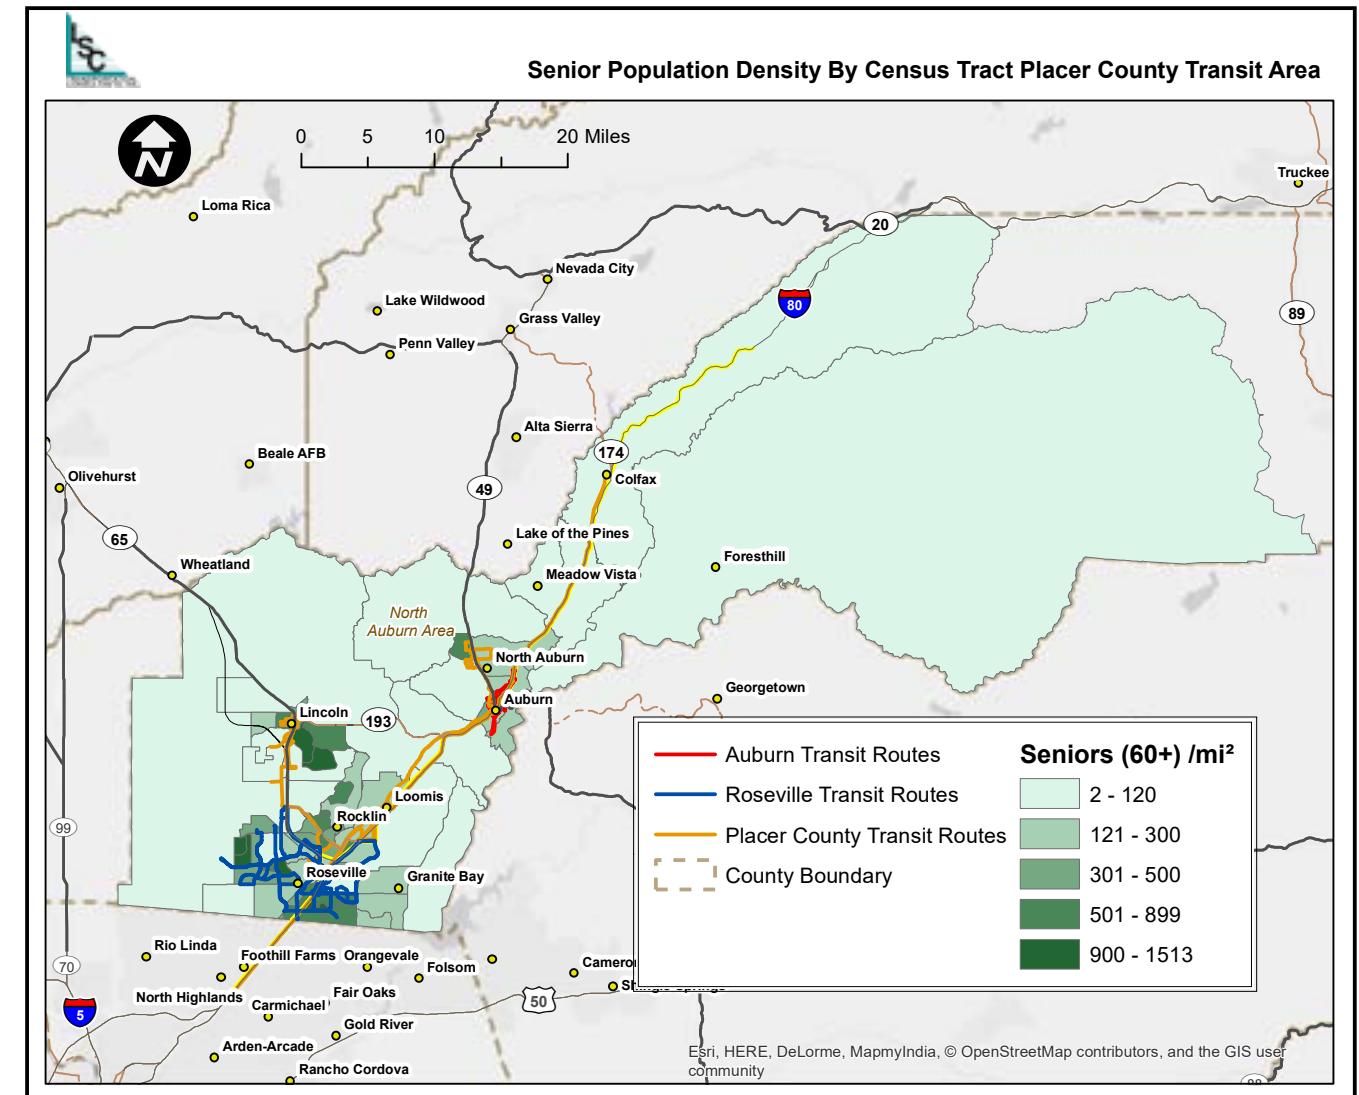 LSC
Senior Population Density By Census Tract Placer County Transit Area
N
0 5 10 20 Miles
Truckee
Loma Rica
20
Nevada City
Lake Wildwood
80
Grass Valley
89
Penn Valley
Alta Sierra
174
Beale AFB
Olivehurst
Colfax
49
65
Lake of the Pines
Foresthill
Wheatland
Meadow Vista
North
Auburn Area
North Auburn
Georgetown
Auburn
Lincoln
193
Loomis
Rocklin
99
Roseville
Granite Bay
Auburn Transit Routes
Roseville Transit Routes
Placer County Transit Routes
County Boundary
Seniors (60+) /mi²
2 - 120
121 - 300
301 - 500
501 - 899
900 - 1513
Rio Linda
Foothill Farms
Orangevale
70
Folsom
Camero
North Highlands
Fair Oaks
50
Carmichael
5
Gold River
Arden-Arcade
Rancho Cordova
Esri, HERE, DeLorme, MapmyIndia, © OpenStreetMap contributors, and the GIS user
community